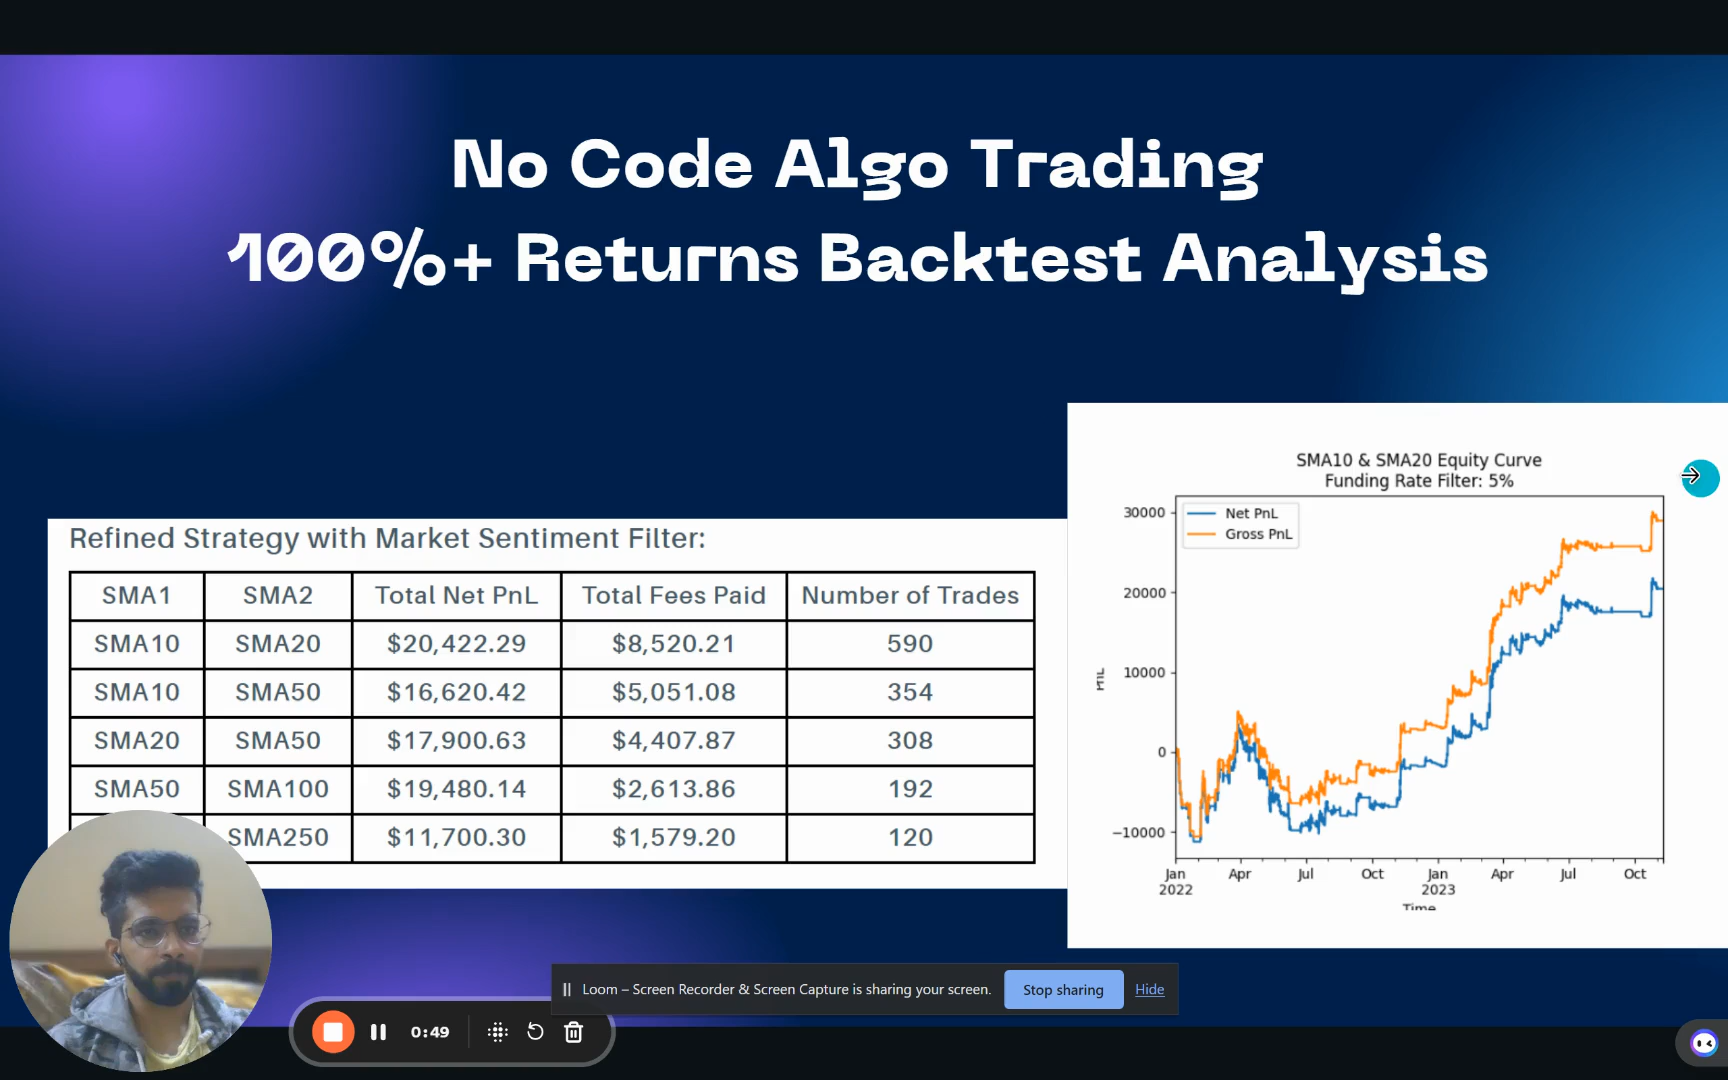 No Code Algo Trading
100%+ Returns Backtest Analysis
Refined Strategy with Market Sentiment Filter:
SMA1 SMA2 Total Net PnL Total Fees Paid Number of Trades
SMA10 SMA20 $20,422.29 $8,520.21 590
SMA10 SMA50 $16,620.42 $5,051.08 354
SMA20 SMA50 $17,900.63 $4,407.87 308
SMA50 SMA100 $19,480.14 $2,613.86 192
SMA250 $11,700.30 $1,579.20 120
SMA10 & SMA20 Equity Curve
Funding Rate Filter: 5%
Net PnL
Gross PnL
30000
20000
10000
0
−10000
PnL
Jan Apr Jul Oct Jan Apr Jul Oct
2022 2023
Time
Loom – Screen Recorder & Screen Capture is sharing your screen. Stop sharing Hide
0:49